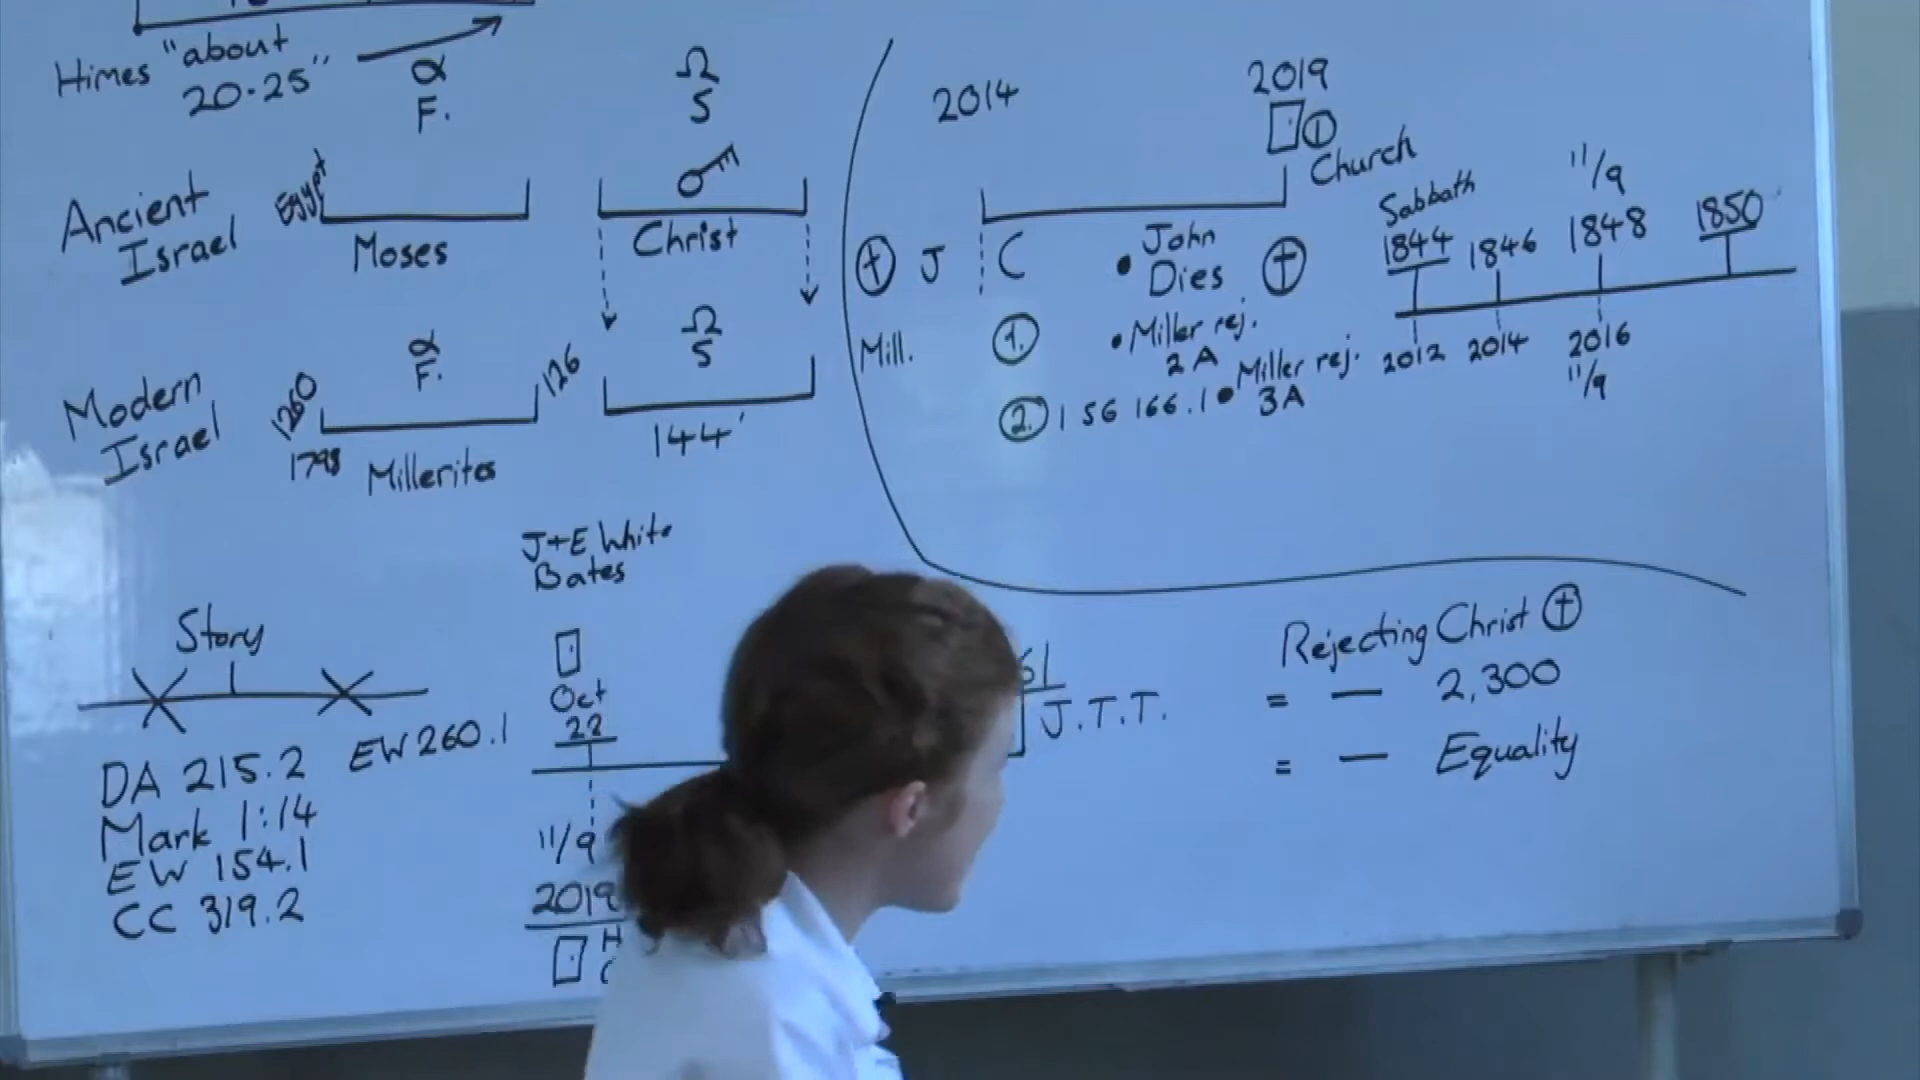 Himes "about
20-25"
α
F.
Ω
S
Ancient
Israel
Egypt
Moses
Christ
Modern
Israel
1260
1798
α
F.
126
Millerites
Ω
S
144'
2014
2019
①
Church
J
C
• John
Dies
Mill.
①.
• Miller rej.
2A
②. 1 SG 166.1 • Miller rej.
3A
Sabbath
11/9
1844
1846
1848
1850
2012
2014
2016
11/9
Story
DA 215.2
EW 260.1
Mark 1:14
EW 154.1
CC 319.2
J+E White
Bates
Oct
22
11/9
2019
J.T.T.
Rejecting Christ
= — 2,300
= — Equality